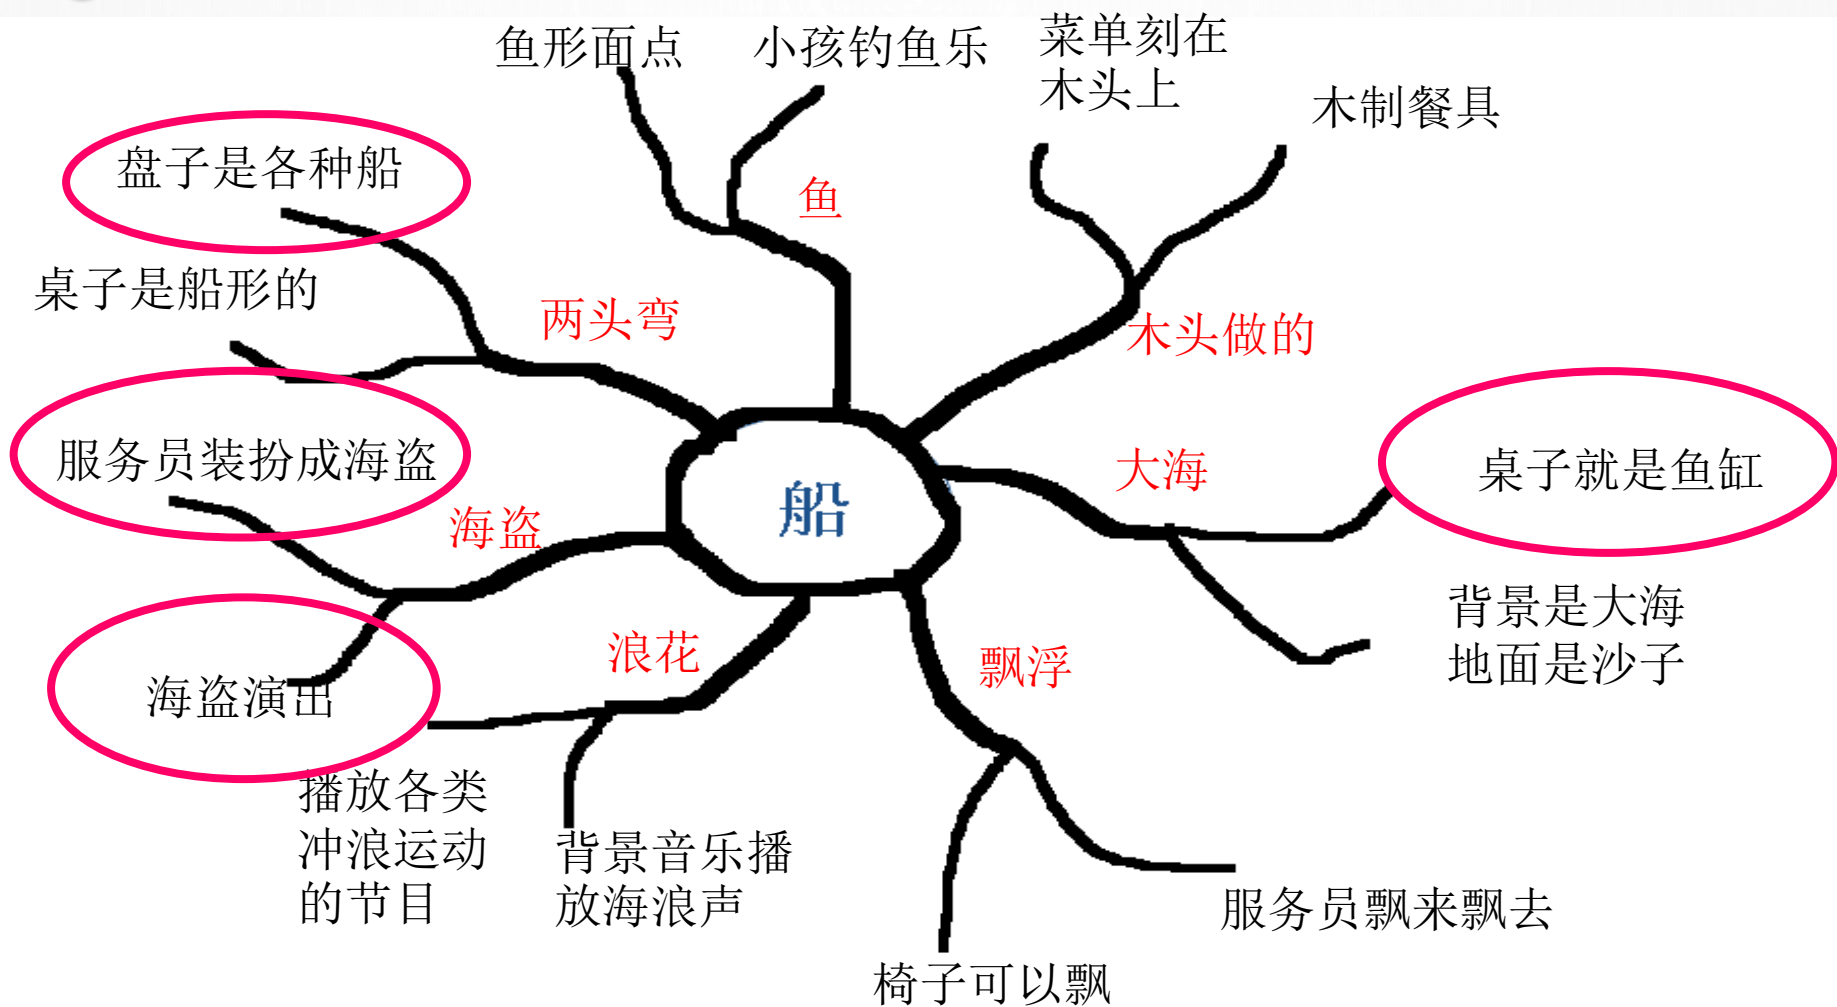 鱼形面点
小孩钓鱼乐
菜单刻在
木头上
木制餐具
盘子是各种船
鱼
桌子是船形的
两头弯
木头做的
服务员装扮成海盗
大海
桌子就是鱼缸
船
海盗
背景是大海
地面是沙子
浪花
飘浮
海盗演出
播放各类
冲浪运动
的节目
背景音乐播
放海浪声
服务员飘来飘去
椅子可以飘